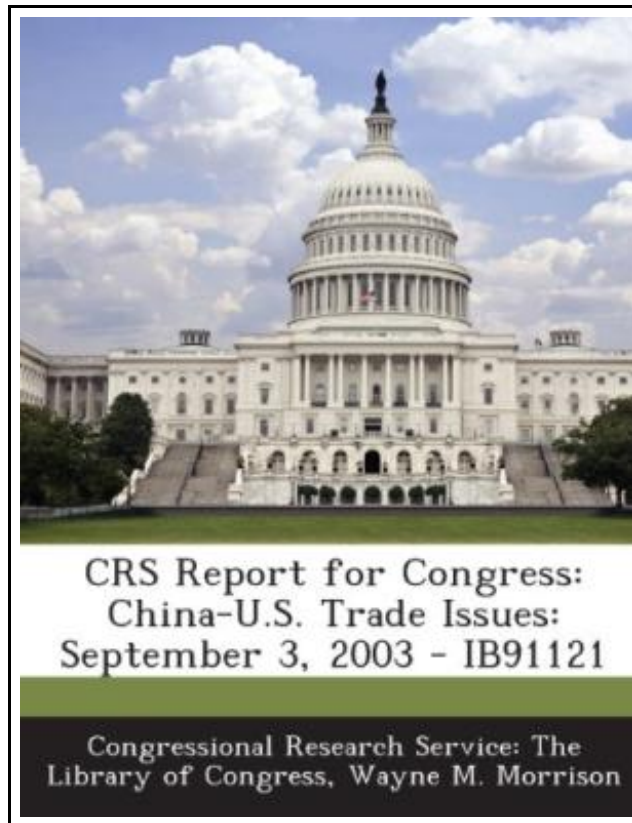 CRS Report for Congress:
China-U.S. Trade Issues:
September 3, 2003 - IB91121
Congressional Research Service: The
Library of Congress, Wayne M. Morrison